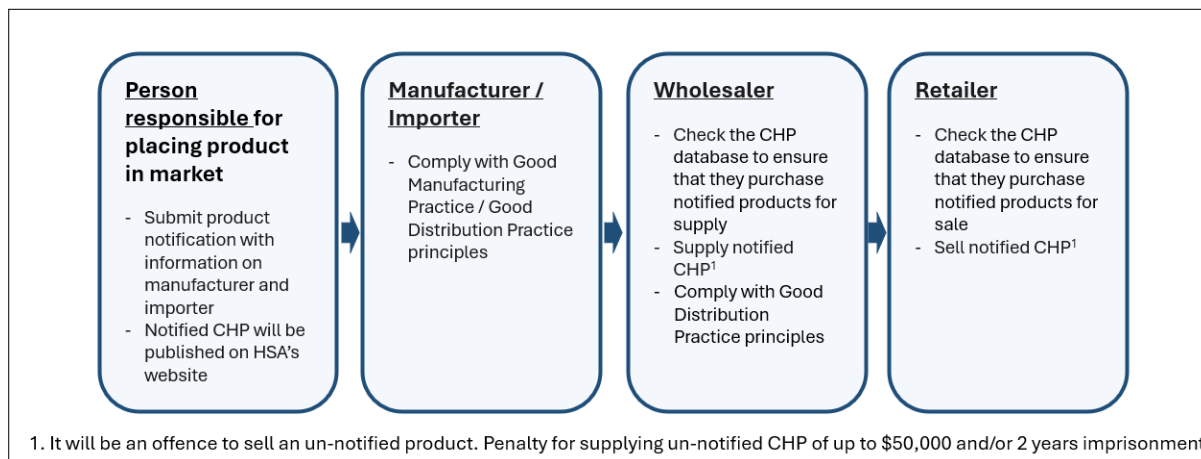 Person
responsible for
placing product
in market
- Submit product
notification with
information on
manufacturer and
importer
- Notified CHP will be
published on HSA's
website
Manufacturer /
Importer
- Comply with Good
Manufacturing
Practice / Good
Distribution Practice
principles
Wholesaler
- Check the CHP
database to ensure
that they purchase
notified products for
supply
- Supply notified
CHP1
- Comply with Good
Distribution
Practice principles
Retailer
- Check the CHP
database to ensure
that they purchase
notified products for
sale
- Sell notified CHP1
1. It will be an offence to sell an un-notified product. Penalty for supplying un-notified CHP of up to $50,000 and/or 2 years imprisonment